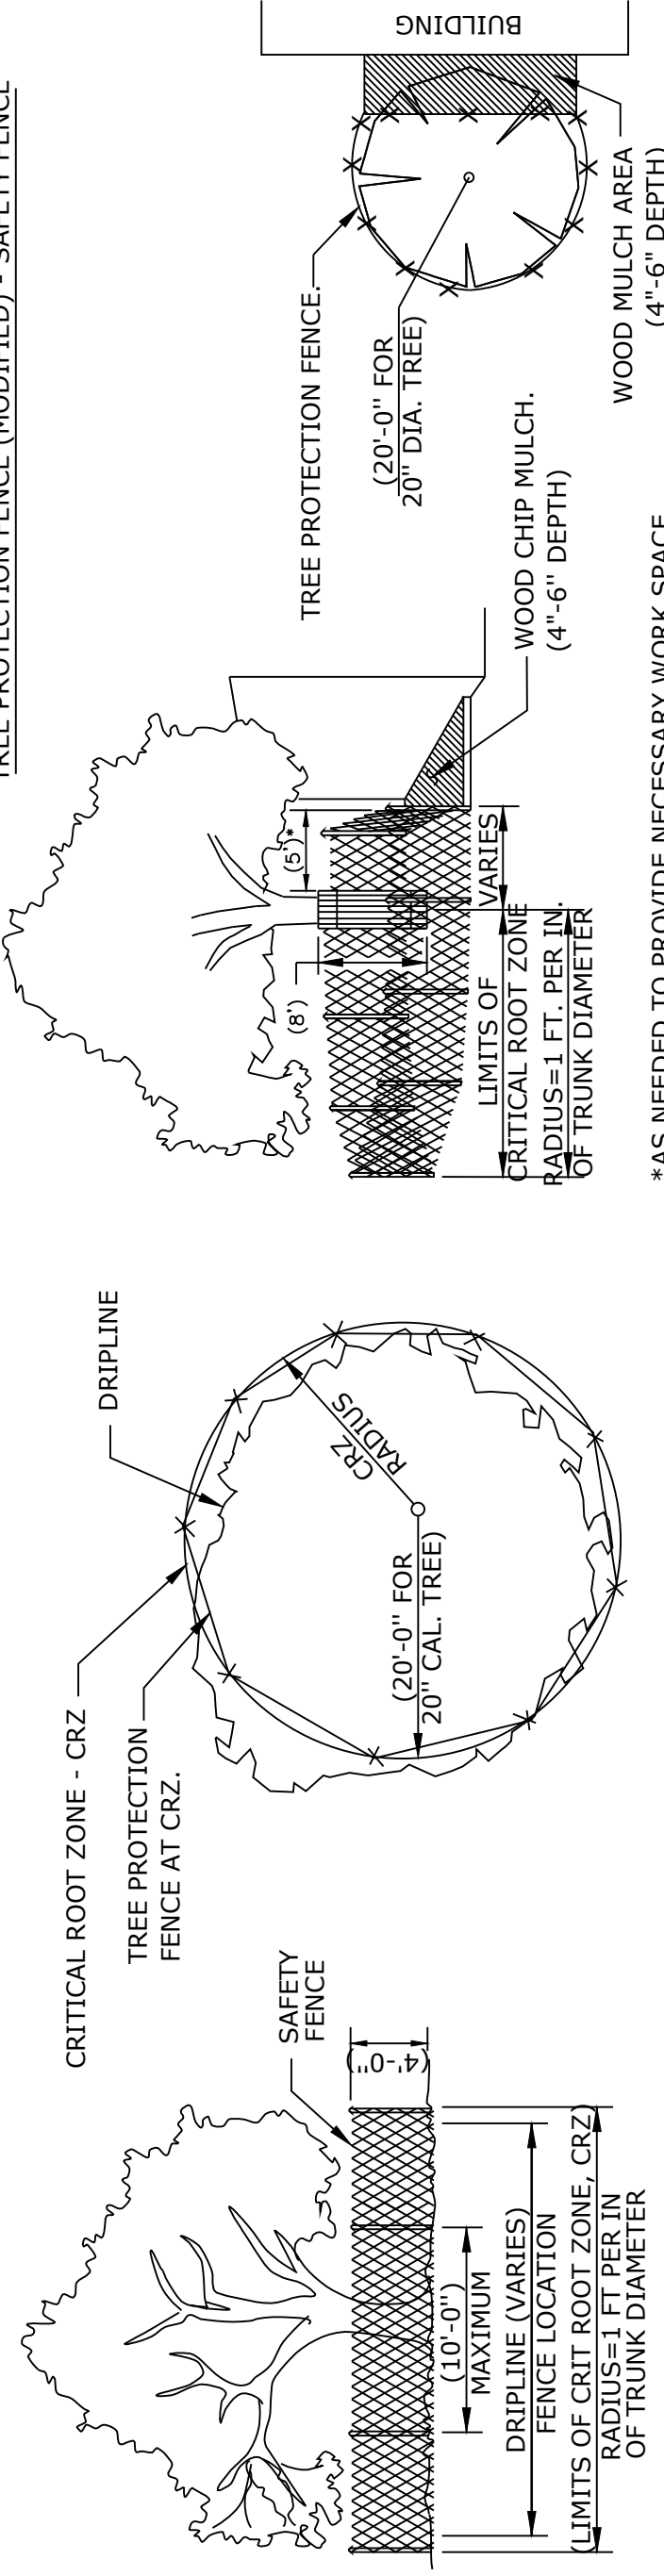 TREE PROTECTION FENCE (MODIFIED) - SAFETY FENCE
BUILDING
TREE PROTECTION FENCE.
(20'-0" FOR
20" DIA. TREE)
WOOD MULCH AREA
(4"-6" DEPTH)
WOOD CHIP MULCH.
(4"-6" DEPTH)
(5')*
(8')
VARIES
LIMITS OF
CRITICAL ROOT ZONE
RADIUS=1 FT. PER IN.
OF TRUNK DIAMETER
*AS NEEDED TO PROVIDE NECESSARY WORK SPACE
DRIPLINE
CRITICAL ROOT ZONE - CRZ
TREE PROTECTION
FENCE AT CRZ.
CRZ
RADIUS
(20'-0" FOR
20" CAL. TREE)
SAFETY
FENCE
(4'-0")
(10'-0")
MAXIMUM
DRIPLINE (VARIES)
FENCE LOCATION
(LIMITS OF CRIT ROOT ZONE, CRZ)
RADIUS=1 FT PER IN
OF TRUNK DIAMETER